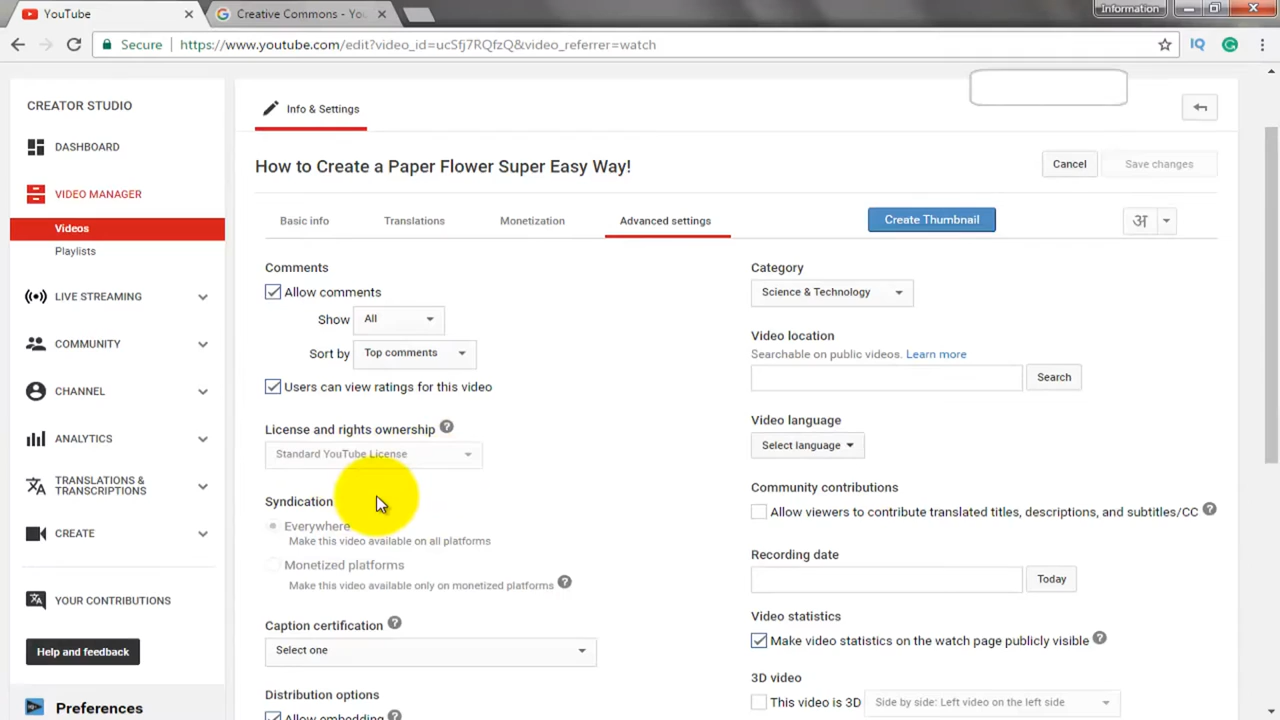 YouTube
Creative Commons - You
Information
Secure
https://www.youtube.com/edit?video_id=ucSfj7RQfzQ&video_referrer=watch
IQ
CREATOR STUDIO
DASHBOARD
VIDEO MANAGER
Videos
Playlists
LIVE STREAMING
COMMUNITY
CHANNEL
ANALYTICS
TRANSLATIONS &
TRANSCRIPTIONS
CREATE
YOUR CONTRIBUTIONS
Help and feedback
Preferences
Info & Settings
How to Create a Paper Flower Super Easy Way!
Cancel
Save changes
Basic info
Translations
Monetization
Advanced settings
Create Thumbnail
अ
Comments
Allow comments
Show All
Sort by Top comments
Users can view ratings for this video
License and rights ownership ?
Standard YouTube License
Syndication
Everywhere
Make this video available on all platforms
Monetized platforms
Make this video available only on monetized platforms ?
Caption certification ?
Select one
Distribution options
Allow embedding ?
Category
Science & Technology
Video location
Searchable on public videos. Learn more
Search
Video language
Select language
Community contributions
Allow viewers to contribute translated titles, descriptions, and subtitles/CC ?
Recording date
Today
Video statistics
Make video statistics on the watch page publicly visible ?
3D video
This video is 3D Side by side: Left video on the left side